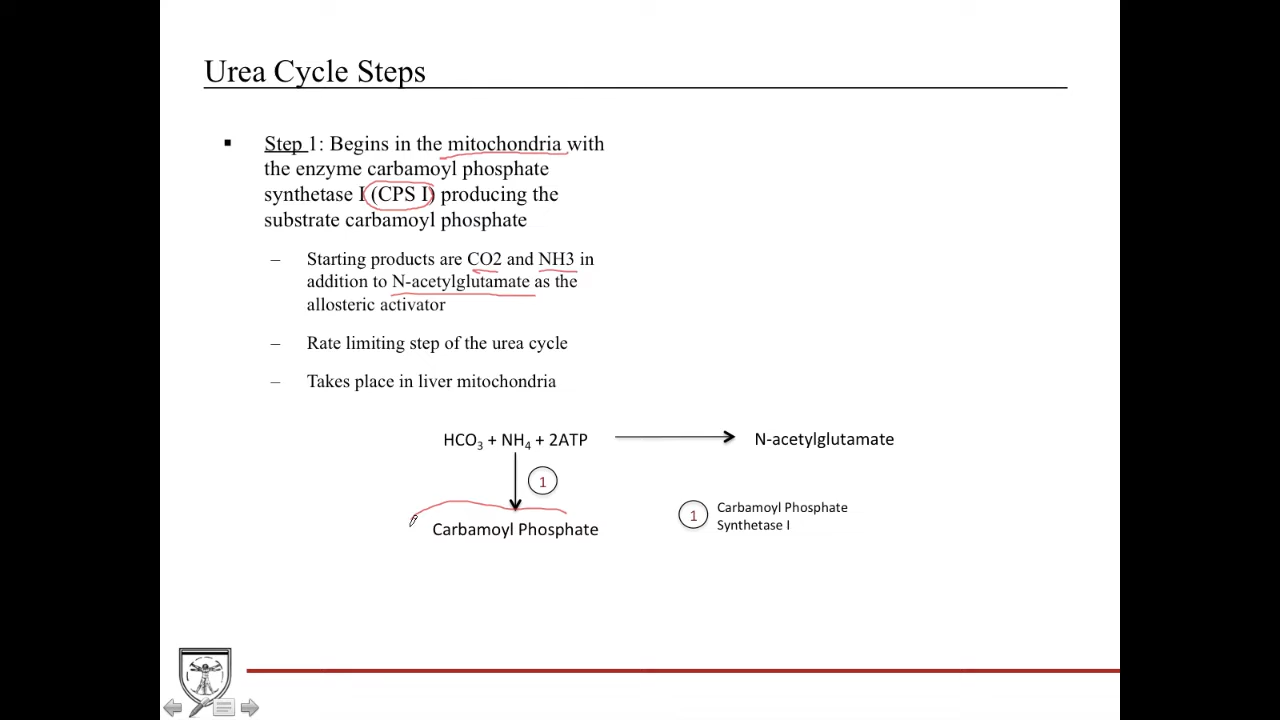 Urea Cycle Steps
▪ Step 1: Begins in the mitochondria with
the enzyme carbamoyl phosphate
synthetase I (CPS I) producing the
substrate carbamoyl phosphate
– Starting products are CO2 and NH3 in
addition to N-acetylglutamate as the
allosteric activator
– Rate limiting step of the urea cycle
– Takes place in liver mitochondria
HCO₃ + NH₄ + 2ATP
N-acetylglutamate
1
Carbamoyl Phosphate
1 Carbamoyl Phosphate
Synthetase I